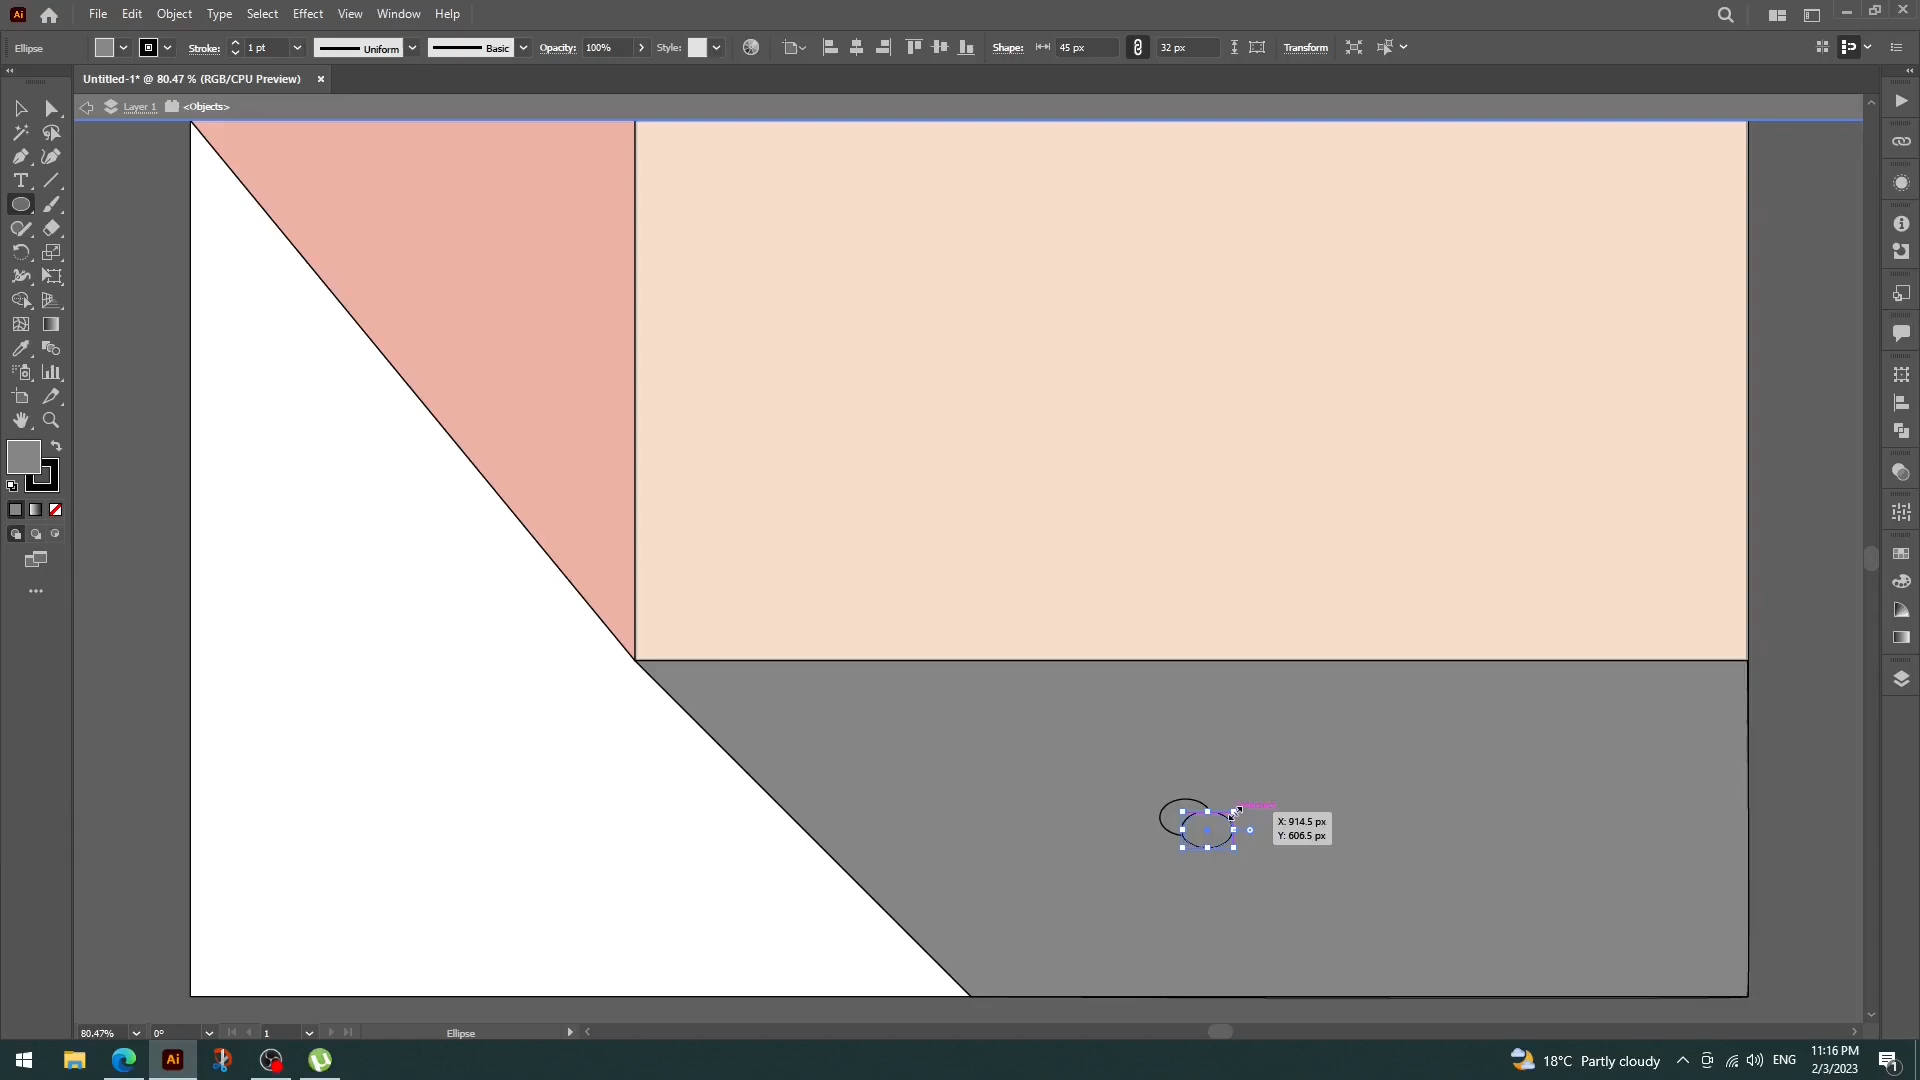 Ai File Edit Object Type Select Effect View Window Help
Ellipse Stroke: 1 pt Uniform Basic Opacity: 100% Style: Shape: 45 px 32 px Transform
Untitled-1* @ 80.47 % (RGB/CPU Preview) ×
Layer 1 <Objects>
X: 914.5 px
Y: 606.5 px
80.47% 0° 1 Ellipse
Ai 18°C Partly cloudy ENG 11:16 PM
2/3/2023 1